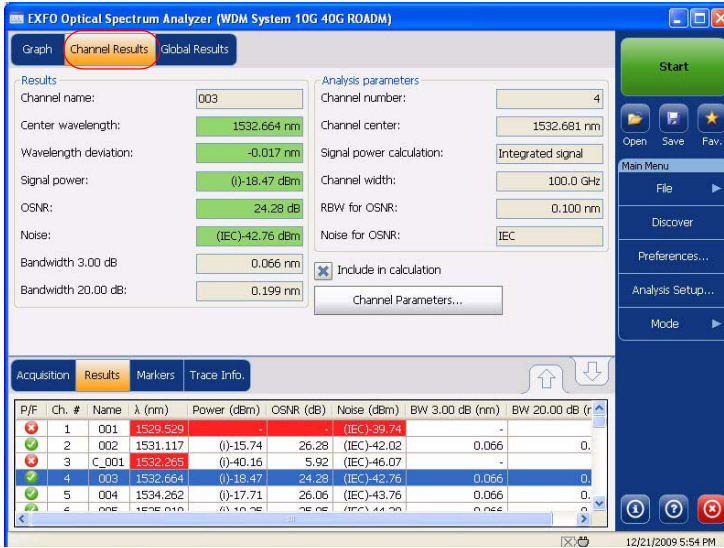 EXFO Optical Spectrum Analyzer (WDM System 10G 40G ROADM)
Graph Channel Results Global Results
Start
Open Save Fav.
Main Menu
File
Discover
Preferences...
Analysis Setup...
Mode
Results
Channel name: 003
Center wavelength: 1532.664 nm
Wavelength deviation: -0.017 nm
Signal power: (i)-18.47 dBm
OSNR: 24.28 dB
Noise: (IEC)-42.76 dBm
Bandwidth 3.00 dB 0.066 nm
Bandwidth 20.00 dB: 0.199 nm
Analysis parameters
Channel number: 4
Channel center: 1532.681 nm
Signal power calculation: Integrated signal
Channel width: 100.0 GHz
RBW for OSNR: 0.100 nm
Noise for OSNR: IEC
Include in calculation
Channel Parameters...
Acquisition Results Markers Trace Info.
P/F Ch. # Name λ (nm) Power (dBm) OSNR (dB) Noise (dBm) BW 3.00 dB (nm) BW 20.00 dB (r
1 001 1529.529 - - (IEC)-39.74 -
2 002 1531.117 (i)-15.74 26.28 (IEC)-42.02 0.066 0.
3 C_001 1532.265 (i)-40.16 5.92 (IEC)-46.07 -
4 003 1532.664 (i)-18.47 24.28 (IEC)-42.76 0.066 0.
5 004 1534.262 (i)-17.71 26.06 (IEC)-43.76 0.066 0.
12/21/2009 5:54 PM